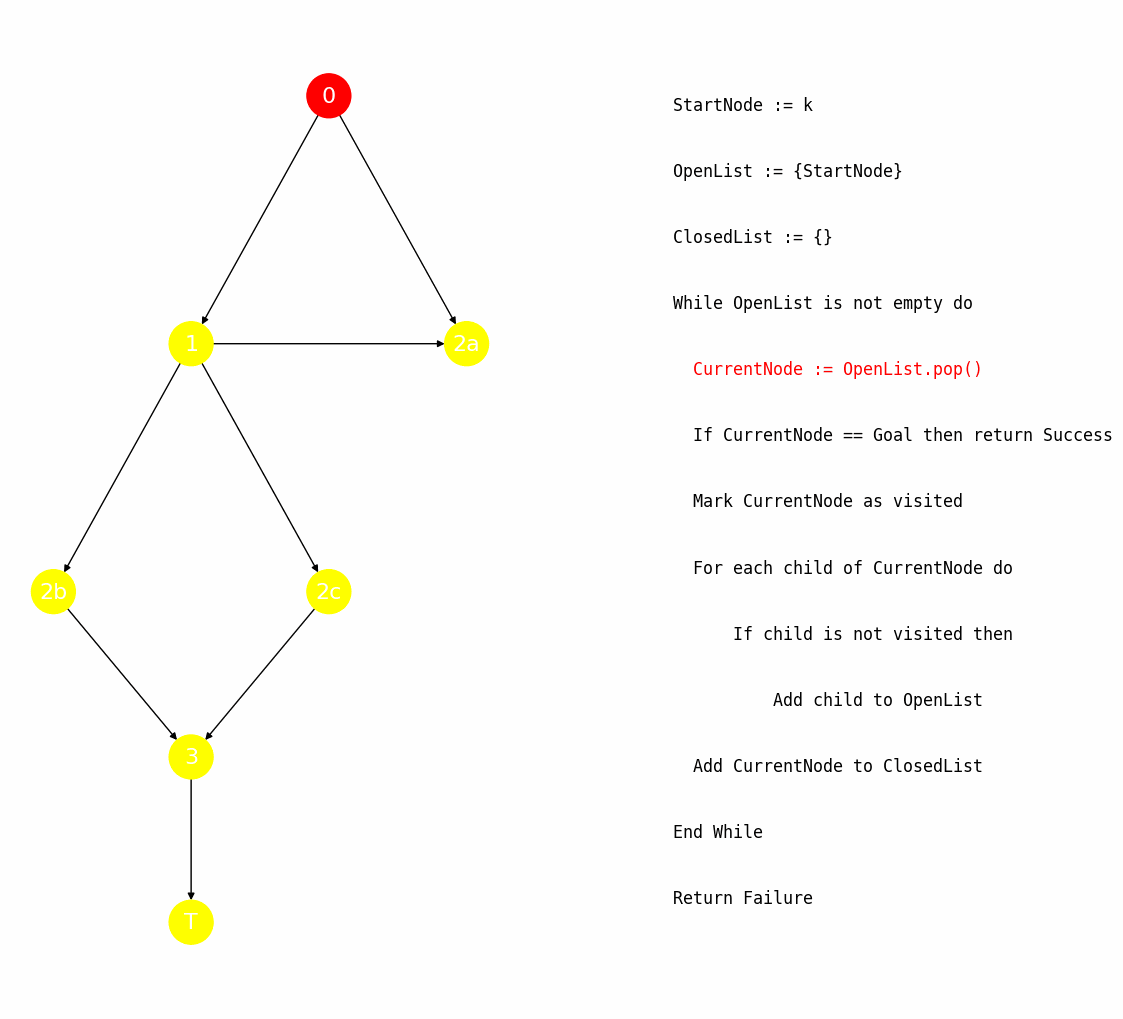 0
1
2a
2b
2c
3
T
StartNode := k
OpenList := {StartNode}
ClosedList := {}
While OpenList is not empty do
CurrentNode := OpenList.pop()
If CurrentNode == Goal then return Success
Mark CurrentNode as visited
For each child of CurrentNode do
If child is not visited then
Add child to OpenList
Add CurrentNode to ClosedList
End While
Return Failure